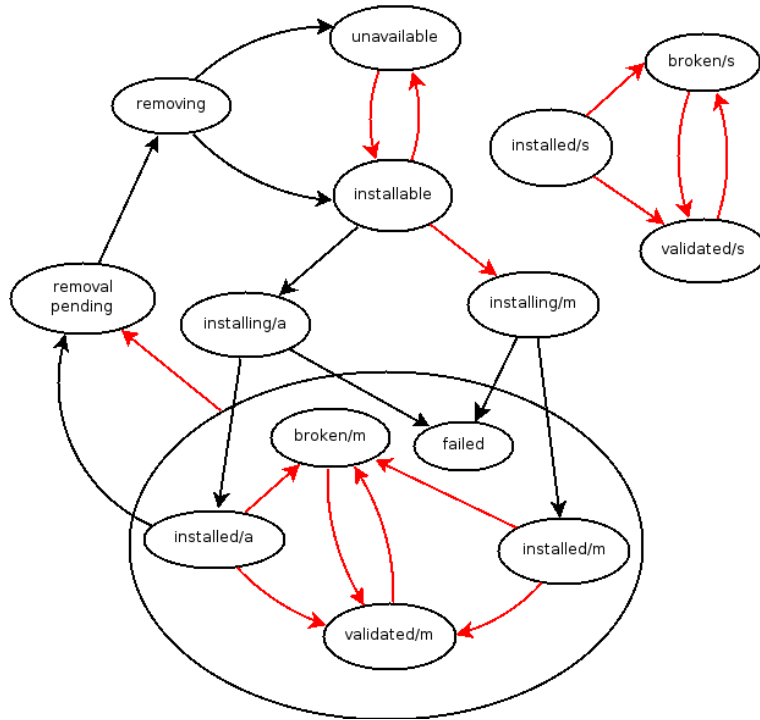 unavailable
broken/s
removing
installed/s
installable
validated/s
removal
pending
installing/m
installing/a
broken/m
failed
installed/a
installed/m
validated/m